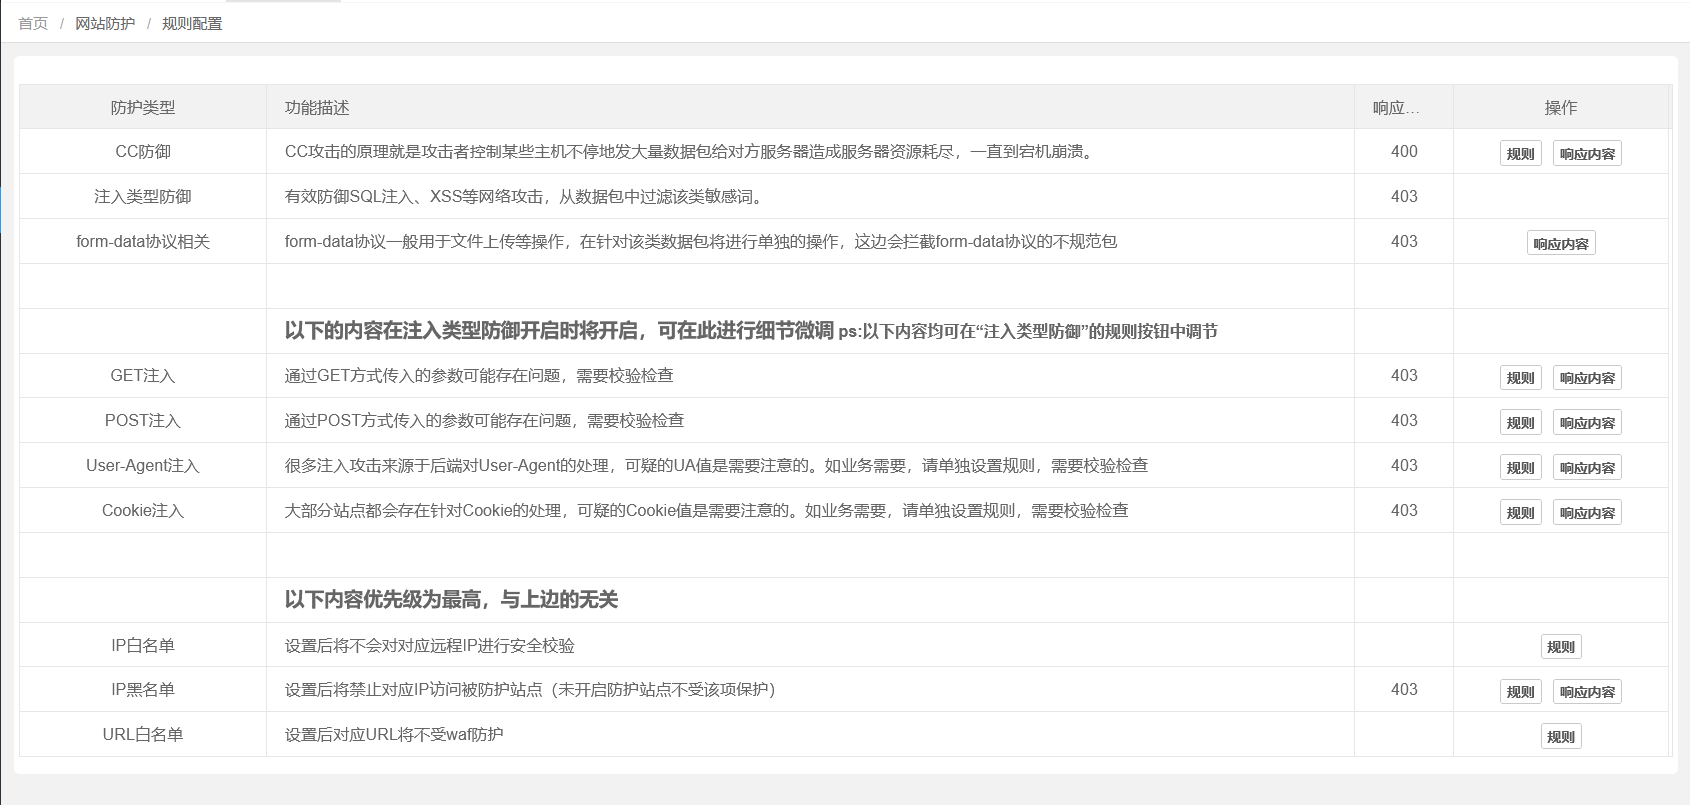 首页 / 网站防护 / 规则配置
防护类型 功能描述 响应... 操作
CC防御 CC攻击的原理就是攻击者控制某些主机不停地发大量数据包给对方服务器造成服务器资源耗尽，一直到宕机崩溃。 400 规则 响应内容
注入类型防御 有效防御SQL注入、XSS等网络攻击，从数据包中过滤该类敏感词。 403
form-data协议相关 form-data协议一般用于文件上传等操作，在针对该类数据包将进行单独的操作，这边会拦截form-data协议的不规范包 403 响应内容
以下的内容在注入类型防御开启时将开启，可在此进行细节微调 ps:以下内容均可在“注入类型防御”的规则按钮中调节
GET注入 通过GET方式传入的参数可能存在问题，需要校验检查 403 规则 响应内容
POST注入 通过POST方式传入的参数可能存在问题，需要校验检查 403 规则 响应内容
User-Agent注入 很多注入攻击来源于后端对User-Agent的处理，可疑的UA值是需要注意的。如业务需要，请单独设置规则，需要校验检查 403 规则 响应内容
Cookie注入 大部分站点都会存在针对Cookie的处理，可疑的Cookie值是需要注意的。如业务需要，请单独设置规则，需要校验检查 403 规则 响应内容
以下内容优先级为最高，与上边的无关
IP白名单 设置后将不会对对应远程IP进行安全校验 规则
IP黑名单 设置后将禁止对应IP访问被防护站点（未开启防护站点不受该项保护） 403 规则 响应内容
URL白名单 设置后对应URL将不受waf防护 规则